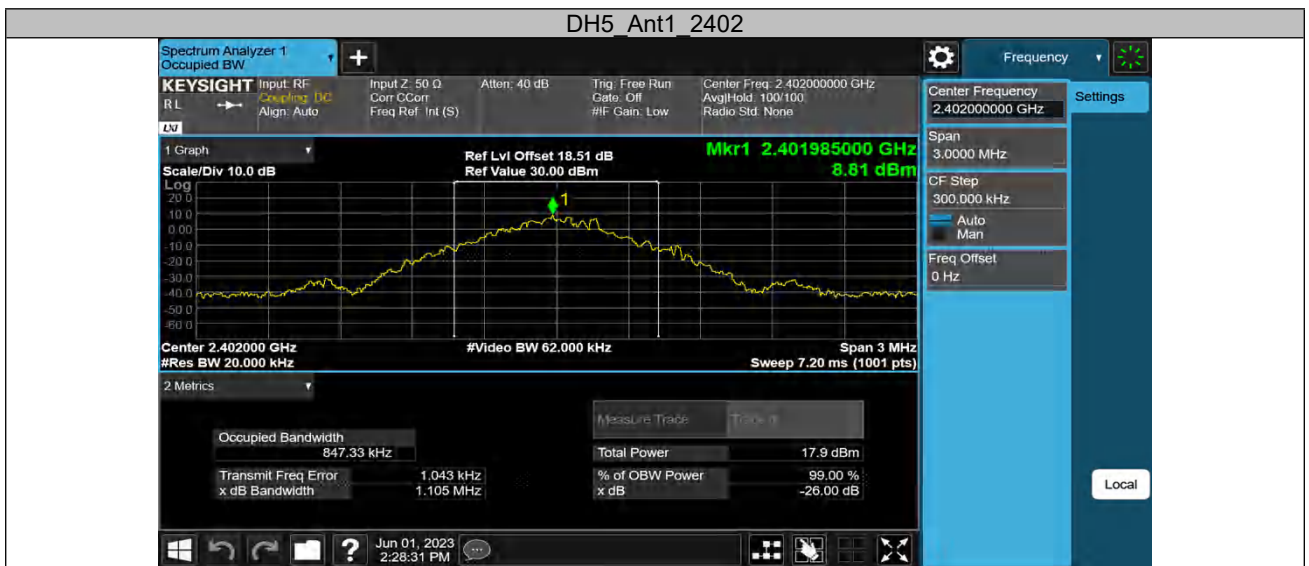 DH5_Ant1_2402
Spectrum Analyzer 1
Occupied BW
Frequency
KEYSIGHT
Input: RF
Coupling: DC
Align: Auto
RL
LXI
Input Z: 50 Ω
Corr CCorr
Freq Ref: Int (S)
Atten: 40 dB
Trig: Free Run
Gate: Off
#IF Gain: Low
Center Freq: 2.402000000 GHz
Avg|Hold: 100/100
Radio Std: None
Center Frequency
2.402000000 GHz
Settings
Span
3.0000 MHz
CF Step
300.000 kHz
Auto
Man
Freq Offset
0 Hz
Local
1 Graph
Scale/Div 10.0 dB
Ref Lvl Offset 18.51 dB
Ref Value 30.00 dBm
Mkr1 2.401985000 GHz
8.81 dBm
Log
20.0
10.0
0.00
-10.0
-20.0
-30.0
-40.0
-50.0
-60.0
1
Center 2.402000 GHz
#Video BW 62.000 kHz
Span 3 MHz
#Res BW 20.000 kHz
Sweep 7.20 ms (1001 pts)
2 Metrics
Measure Trace
Occupied Bandwidth
847.33 kHz
Total Power 17.9 dBm
Transmit Freq Error 1.043 kHz
% of OBW Power 99.00 %
x dB Bandwidth 1.105 MHz
x dB -26.00 dB
?
Jun 01, 2023
2:28:31 PM